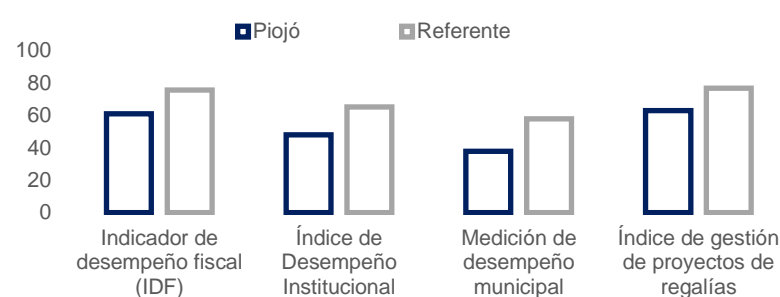 Piojó Referente
100
80
60
40
20
0
Indicador de
desempeño fiscal
(IDF)
Índice de
Desempeño
Institucional
Medición de
desempeño
municipal
Índice de gestión
de proyectos de
regalías